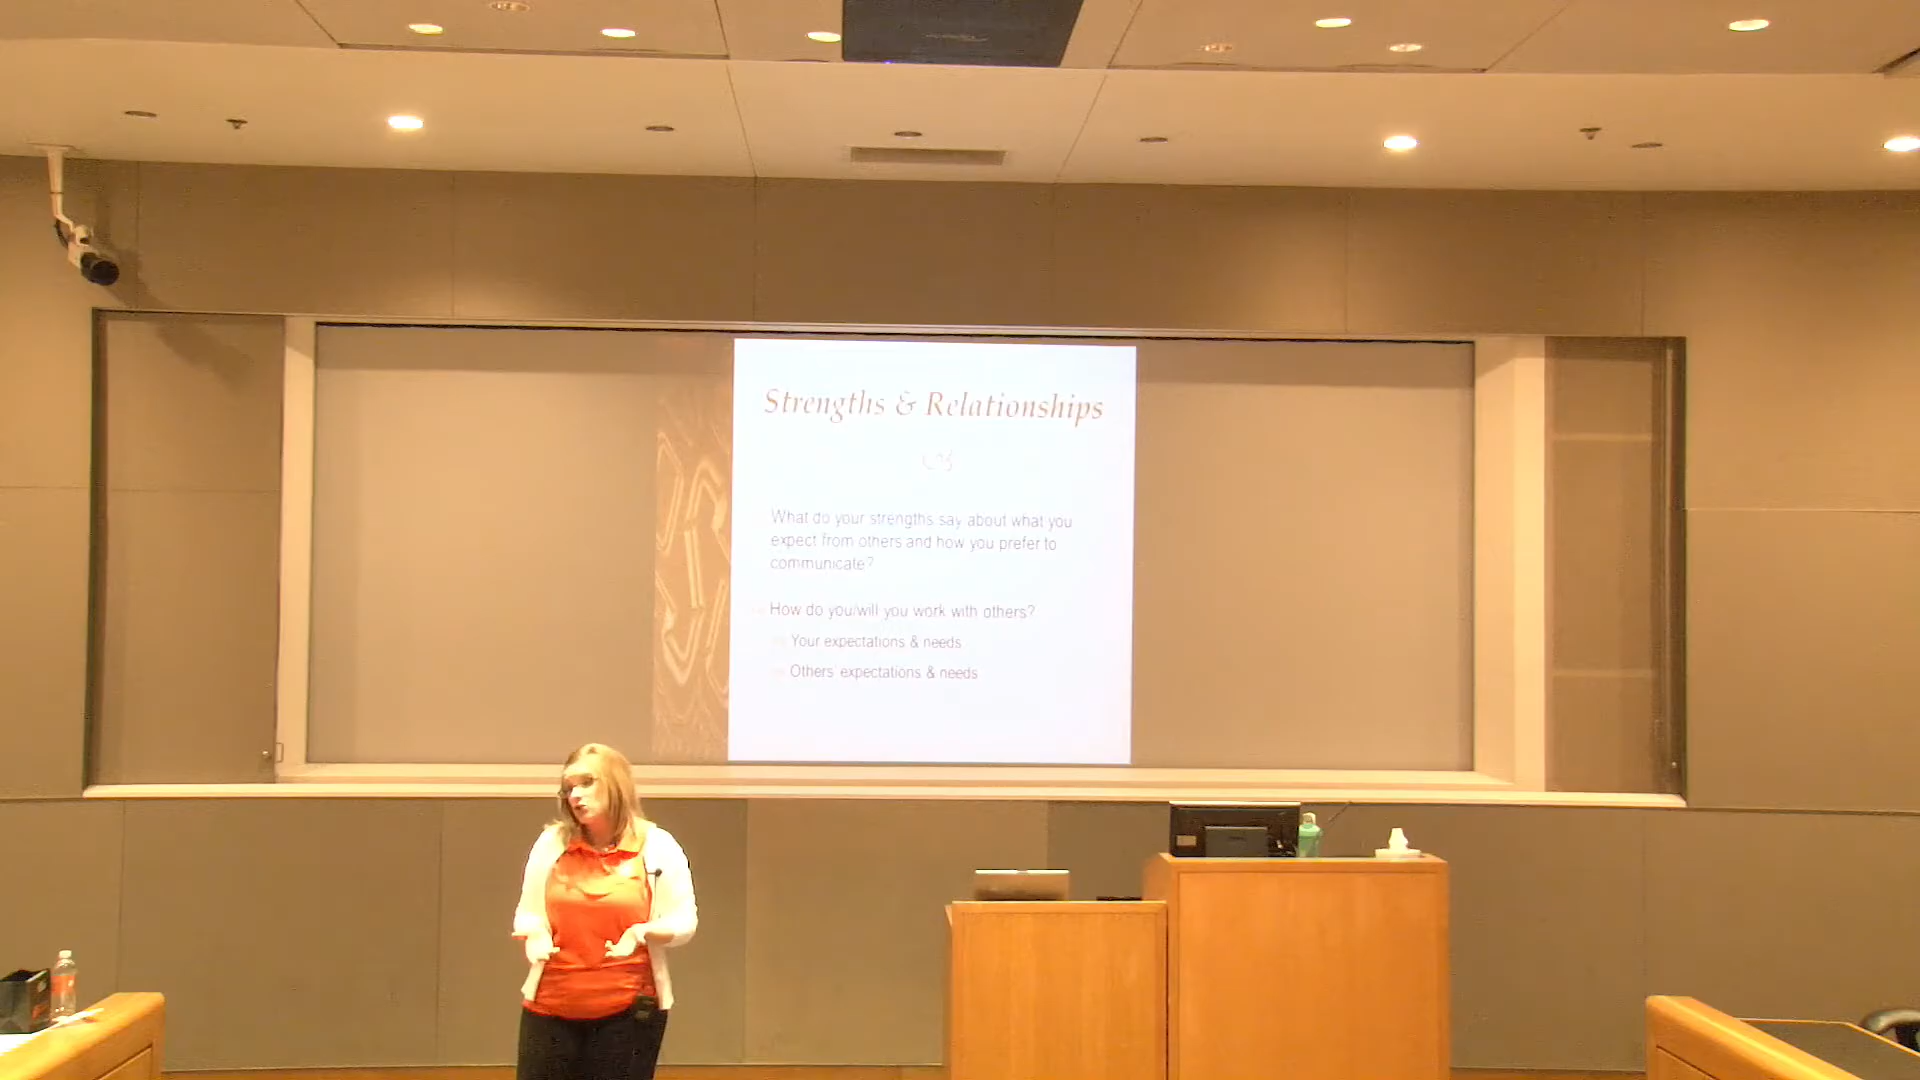 Strengths & Relationships
What do your strengths say about what you
expect from others and how you prefer to
communicate?
How do you/will you work with others?
Your expectations & needs
Others' expectations & needs